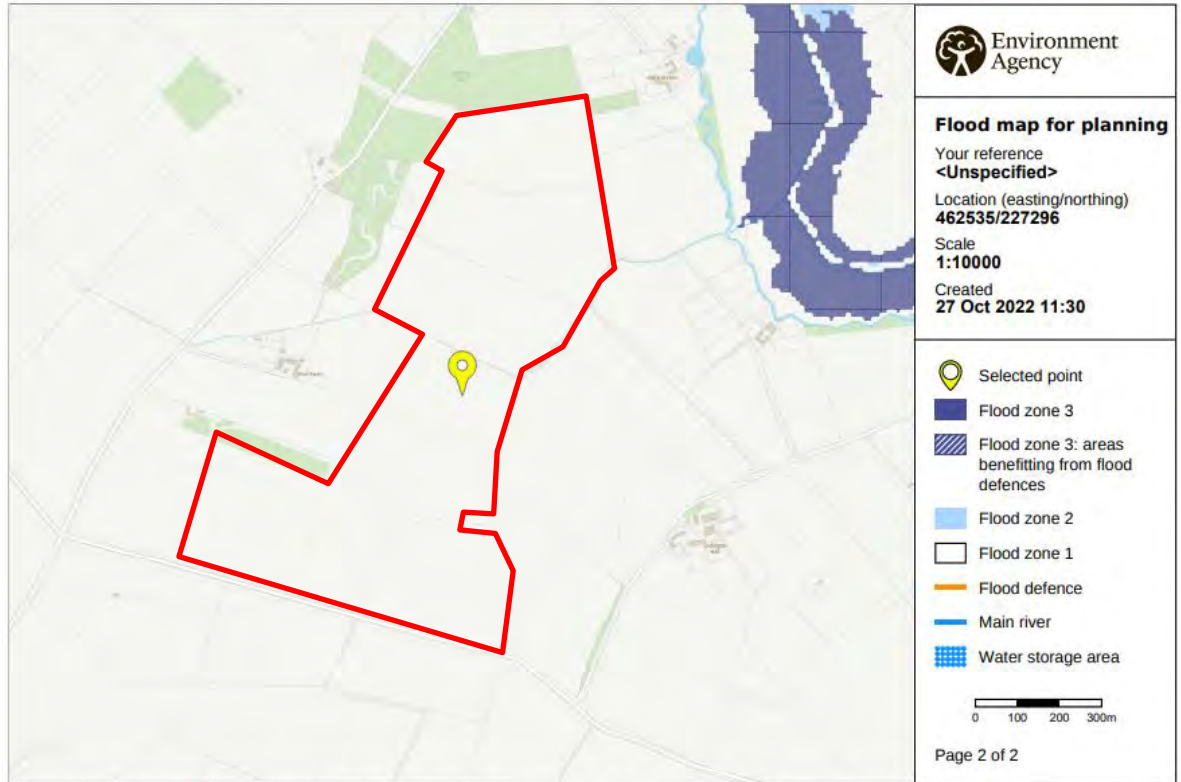 Environment
Agency
Flood map for planning
Your reference
<Unspecified>
Location (easting/northing)
462535/227296
Scale
1:10000
Created
27 Oct 2022 11:30
Selected point
Flood zone 3
Flood zone 3: areas
benefitting from flood
defences
Flood zone 2
Flood zone 1
Flood defence
Main river
Water storage area
0 100 200 300m
Page 2 of 2